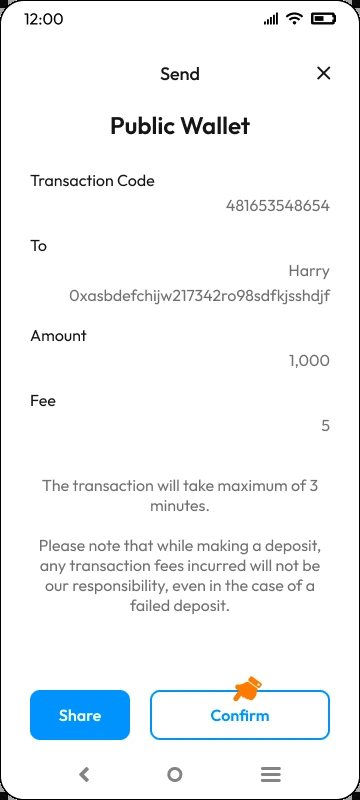 12:00
Send
Public Wallet
Transaction Code
481653548654
To
Harry
0xasbdefchijw217342ro98sdfkjsshdjf
Amount
1,000
Fee
5
The transaction will take maximum of 3
minutes.
Please note that while making a deposit,
any transaction fees incurred will not be
our responsibility, even in the case of a
failed deposit.
Share
Confirm